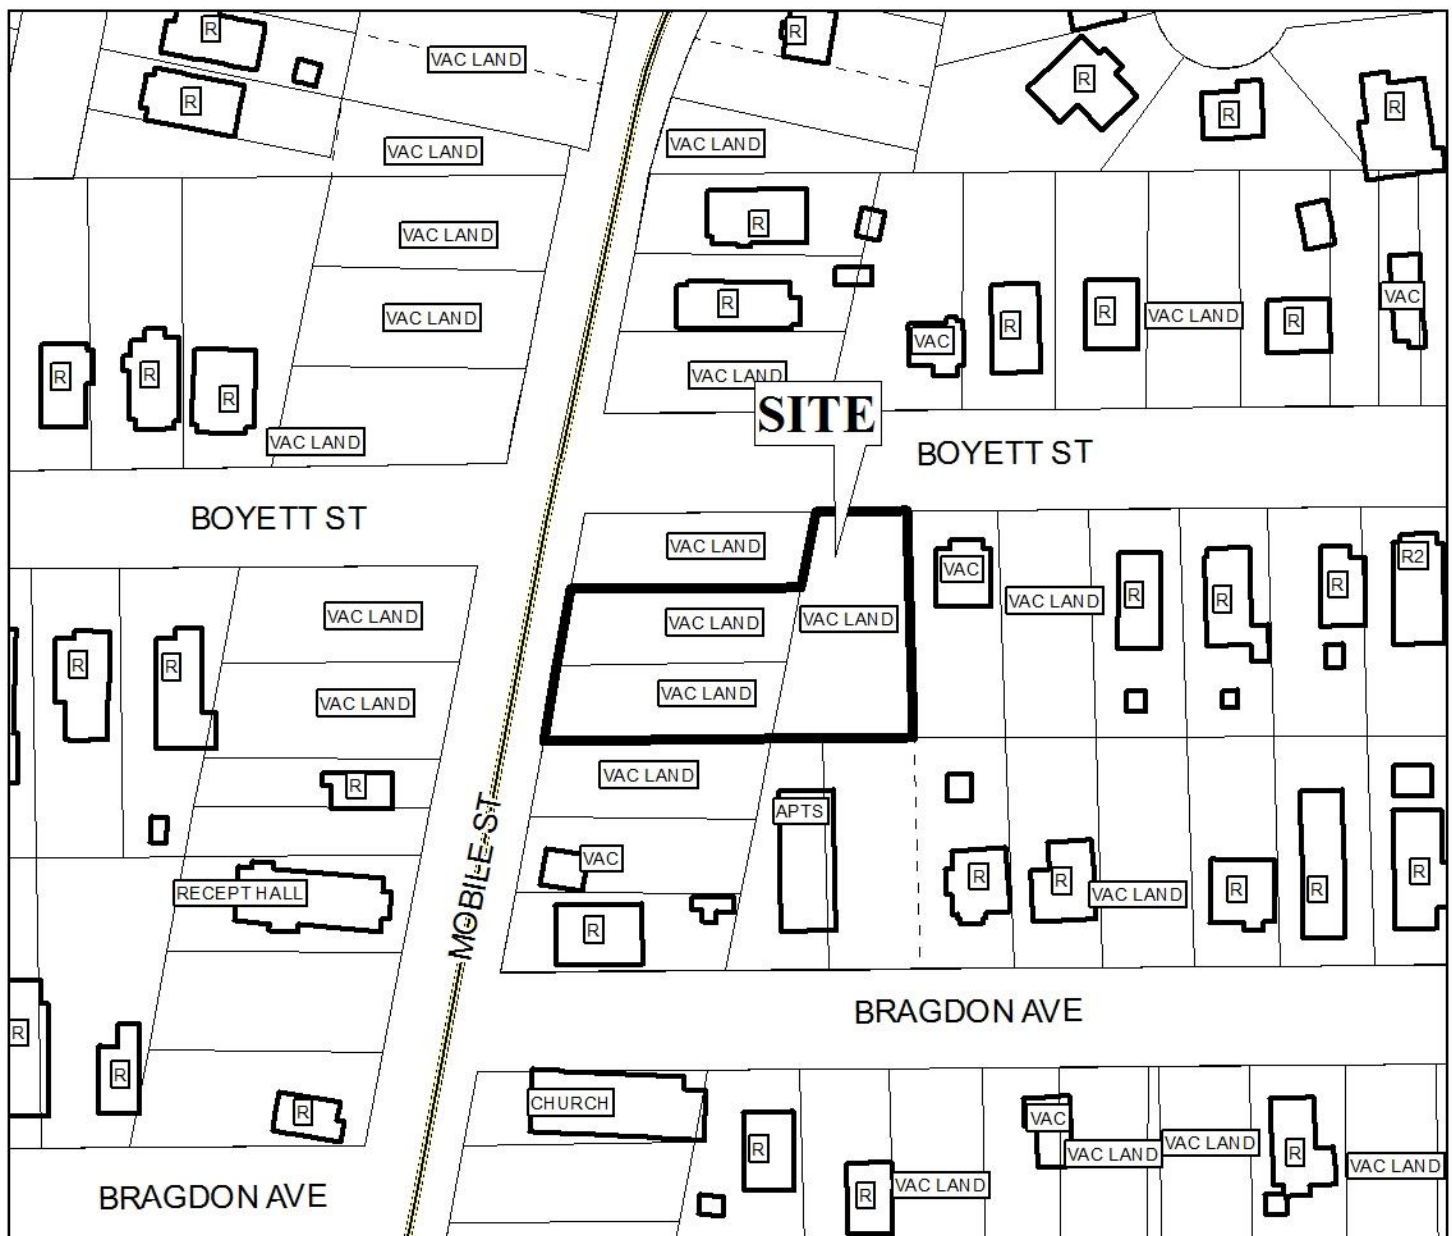 R
R
VAC LAND
R
R
R
R
VAC LAND
VAC LAND
R
VAC LAND
R
VAC LAND
R
VAC
R
R
VAC LAND
R
VAC
R
R
R
VAC LAND
VAC LAND
SITE
BOYETT ST
BOYETT ST
VAC LAND
VAC
R2
R
VAC LAND
R
R
VAC LAND
VAC LAND
VAC LAND
R
R
VAC LAND
VAC LAND
R
VAC LAND
APTS
MOBILE ST
VAC
RECEPT HALL
R
R
VAC LAND
R
R
R
R
BRAGDON AVE
R
R
R
CHURCH
R
VAC
VAC LAND
VAC LAND
R
VAC LAND
R
VAC LAND
BRAGDON AVE